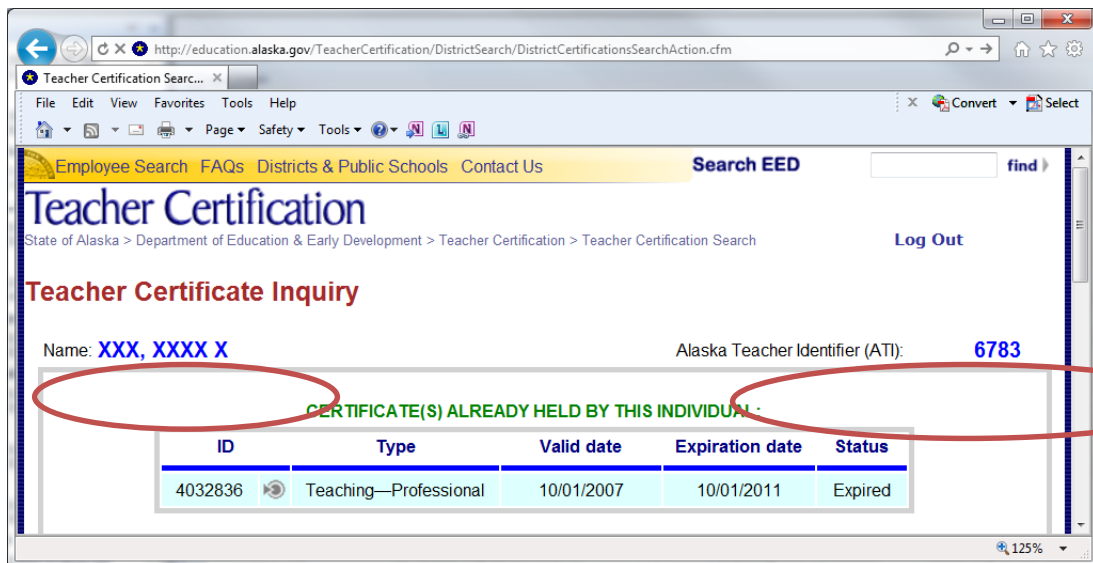 http://education.alaska.gov/TeacherCertification/DistrictSearch/DistrictCertificationsSearchAction.cfm
Teacher Certification Searc...
File Edit View Favorites Tools Help
Convert Select
Page Safety Tools
Employee Search FAQs Districts & Public Schools Contact Us Search EED find
Teacher Certification
State of Alaska > Department of Education & Early Development > Teacher Certification > Teacher Certification Search Log Out
Teacher Certificate Inquiry
Name: XXX, XXXX X Alaska Teacher Identifier (ATI): 6783
CERTIFICATE(S) ALREADY HELD BY THIS INDIVIDUAL:
ID Type Valid date Expiration date Status
4032836 Teaching—Professional 10/01/2007 10/01/2011 Expired
125%